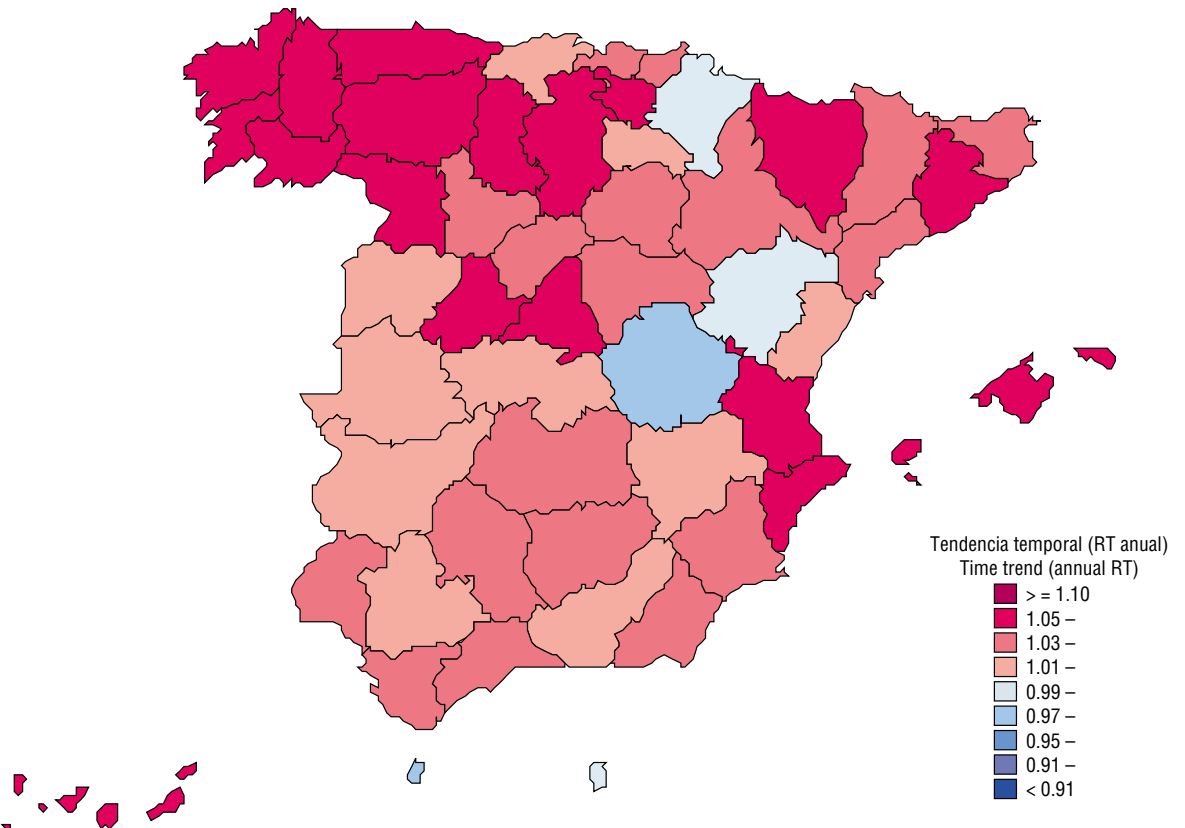 Tendencia temporal (RT anual)
Time trend (annual RT)
> = 1.10
1.05 –
1.03 –
1.01 –
0.99 –
0.97 –
0.95 –
0.91 –
< 0.91